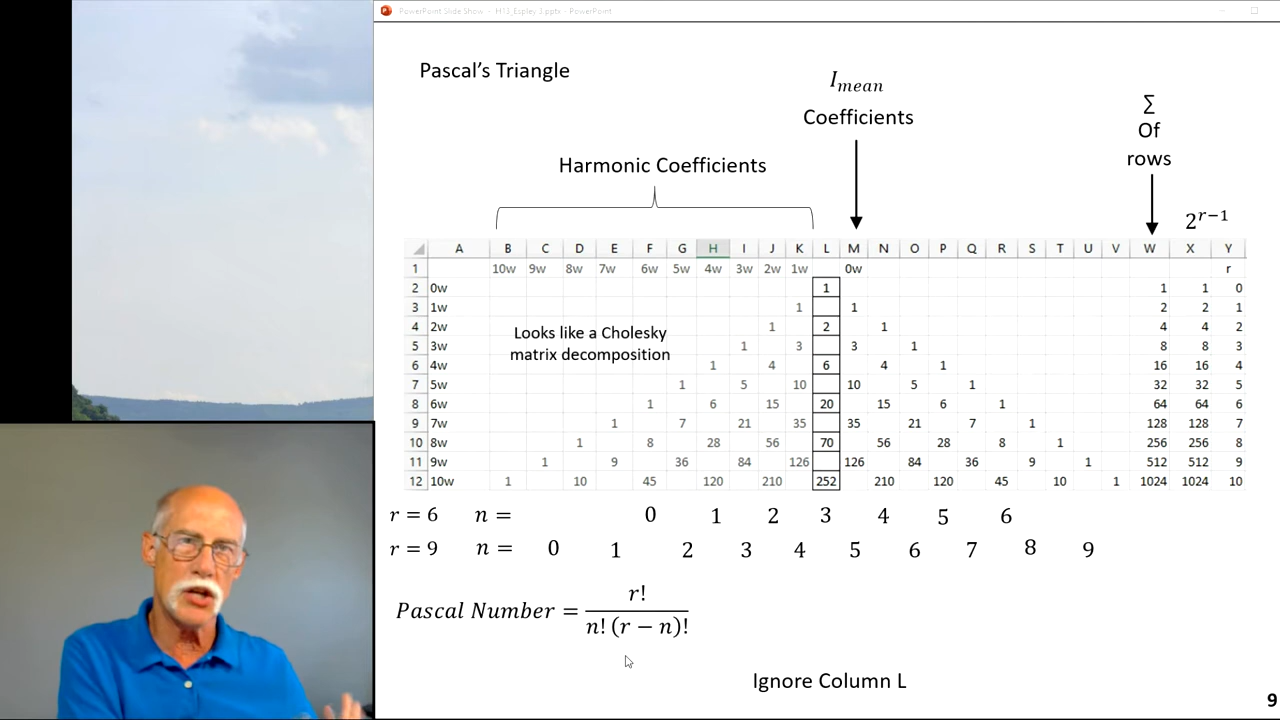 PowerPoint Slide Show - H13_Espley 3.pptx - PowerPoint
Pascal's Triangle
I_mean
Coefficients
Harmonic Coefficients
∑
Of
rows
2^{r−1}
A B C D E F G H I J K L M N O P Q R S T U V W X Y
1 10w 9w 8w 7w 6w 5w 4w 3w 2w 1w 0w r
2 0w 1 1 1 0
3 1w 1 1 2 2 1
4 2w 1 2 1 4 4 2
5 3w 1 3 3 1 8 8 3
6 4w 1 4 6 4 1 16 16 4
7 5w 1 5 10 10 5 1 32 32 5
8 6w 1 6 15 20 15 6 1 64 64 6
9 7w 1 7 21 35 35 21 7 1 128 128 7
10 8w 1 8 28 56 70 56 28 8 1 256 256 8
11 9w 1 9 36 84 126 126 84 36 9 1 512 512 9
12 10w 1 10 45 120 210 252 210 120 45 10 1 1024 1024 10
Looks like a Cholesky
matrix decomposition
r = 6 n = 0 1 2 3 4 5 6
r = 9 n = 0 1 2 3 4 5 6 7 8 9
Pascal Number = r! / n! (r − n)!
Ignore Column L
9